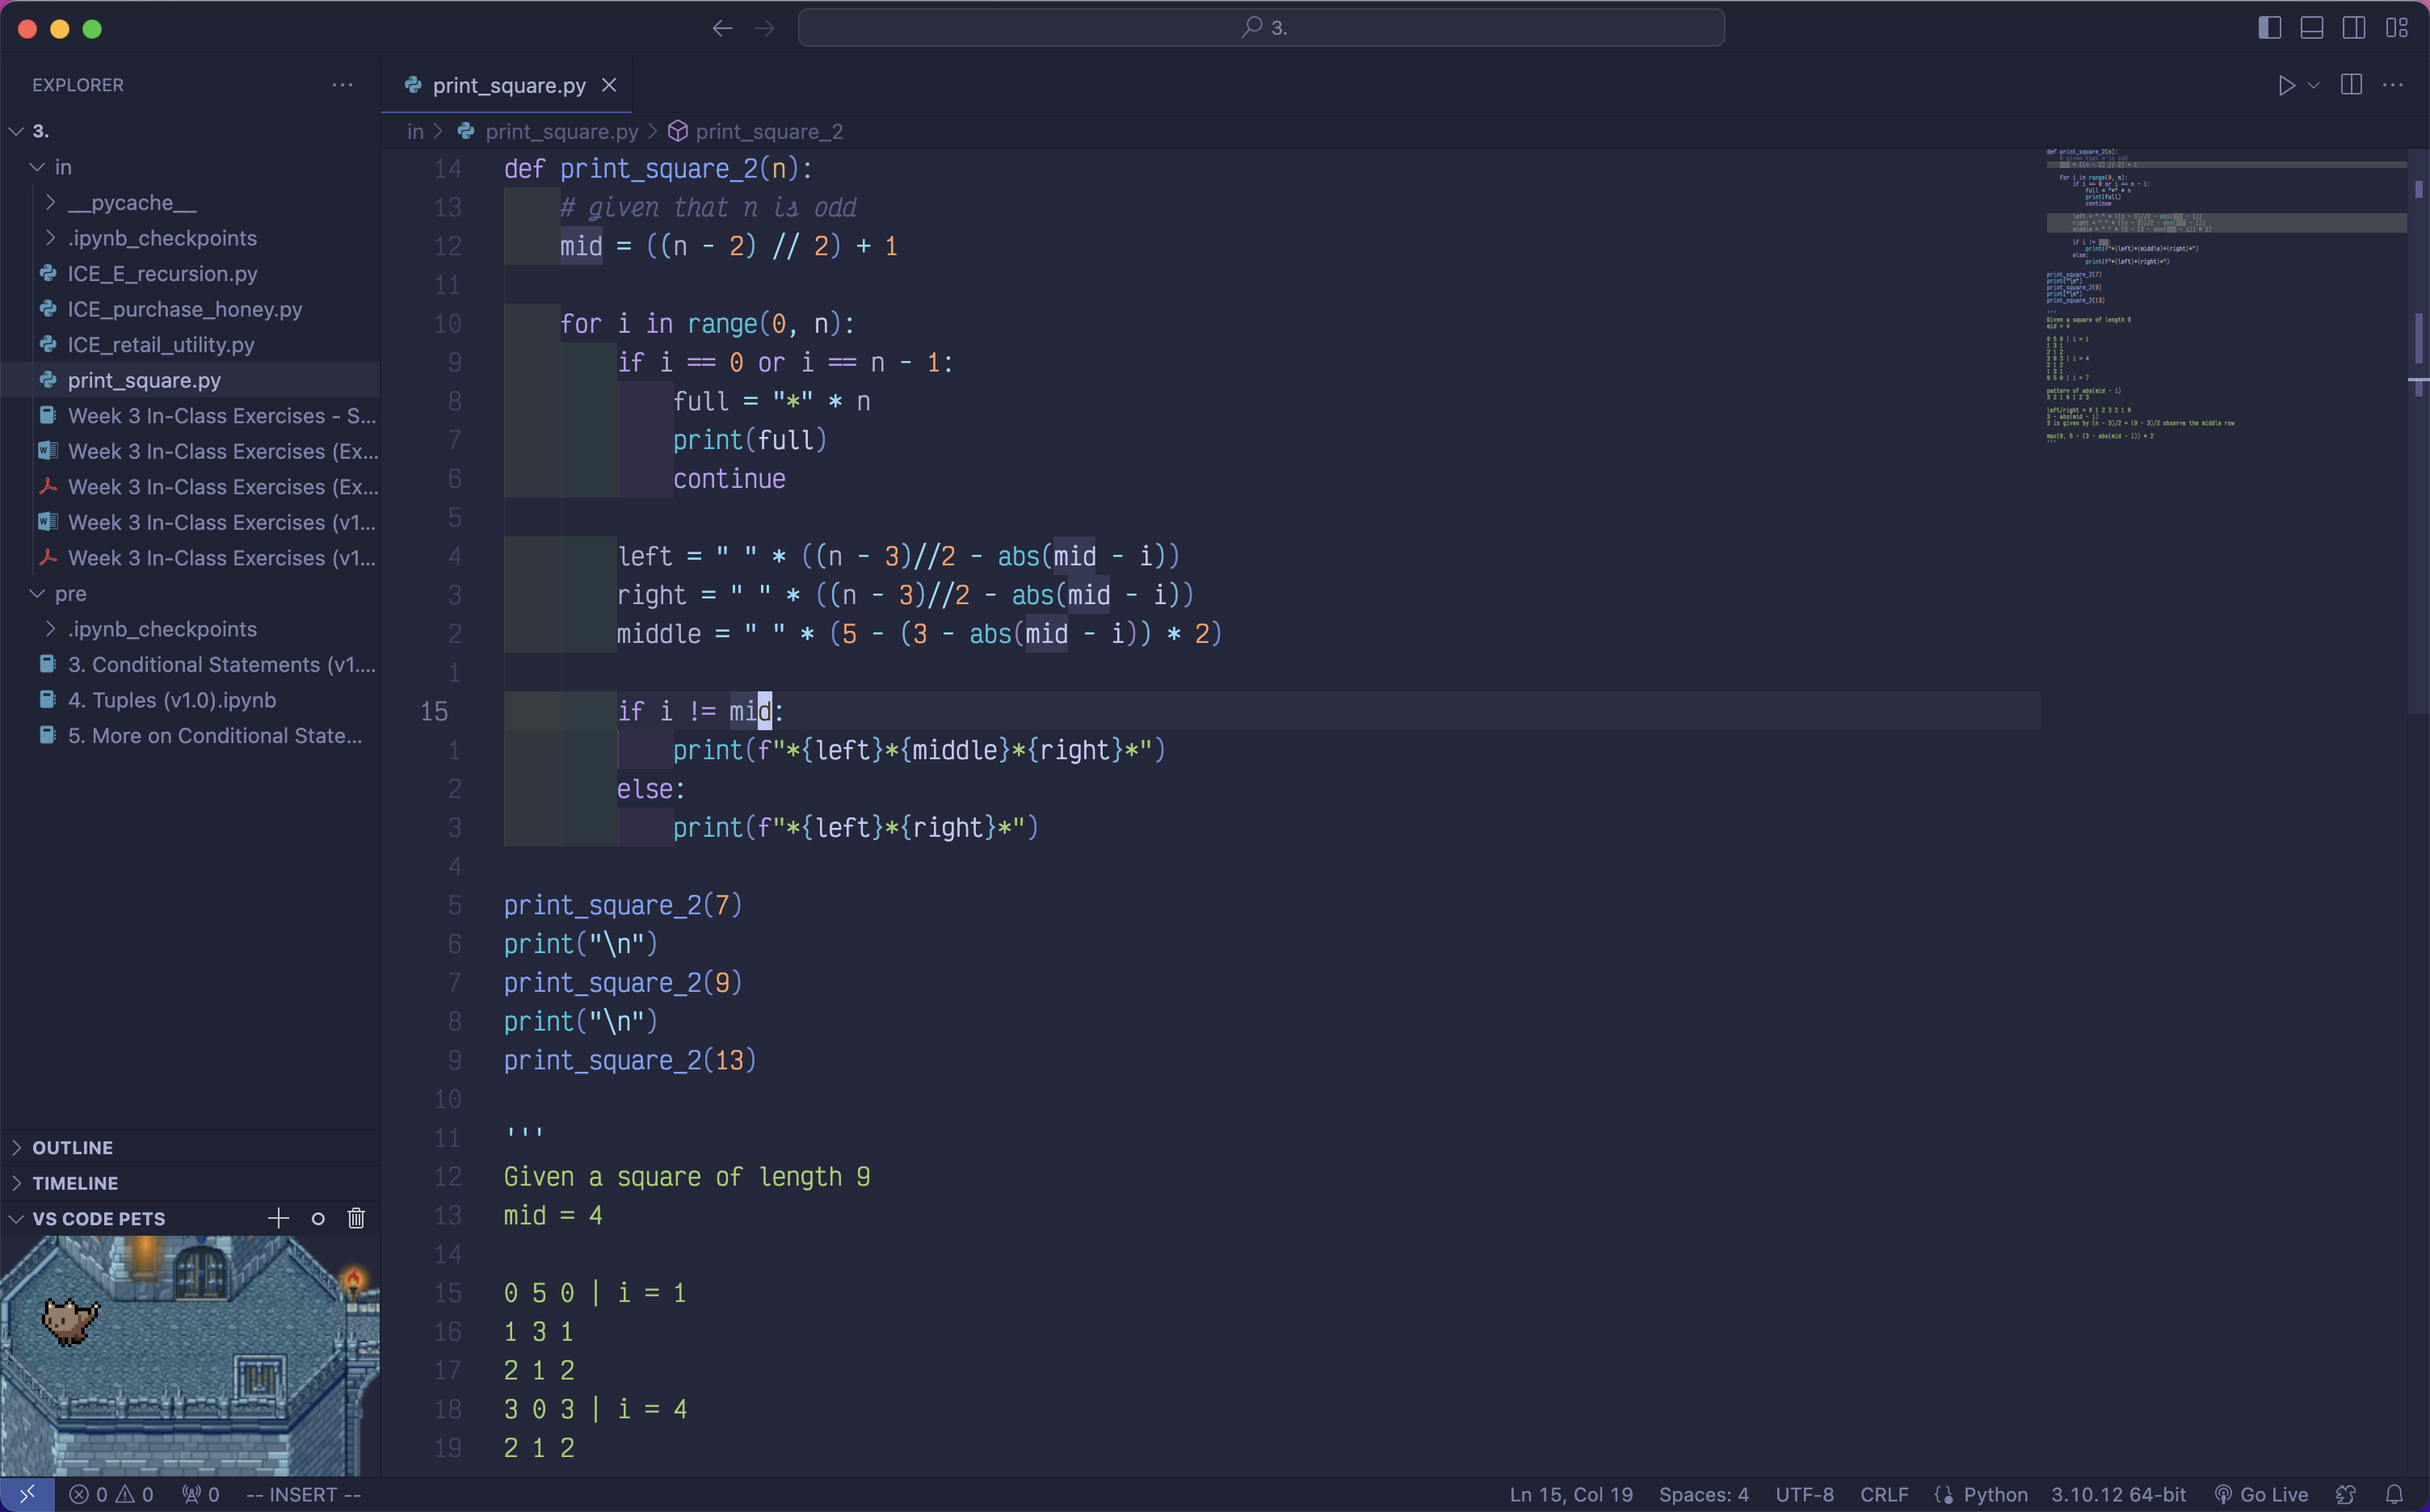 3.
EXPLORER
print_square.py
3.
in > print_square.py > print_square_2
in
__pycache__
.ipynb_checkpoints
ICE_E_recursion.py
ICE_purchase_honey.py
ICE_retail_utility.py
print_square.py
Week 3 In-Class Exercises - S...
Week 3 In-Class Exercises (Ex...
Week 3 In-Class Exercises (Ex...
Week 3 In-Class Exercises (v1...
Week 3 In-Class Exercises (v1...
pre
.ipynb_checkpoints
3. Conditional Statements (v1....
4. Tuples (v1.0).ipynb
5. More on Conditional State...
OUTLINE
TIMELINE
VS CODE PETS
14 def print_square_2(n):
13     # given that n is odd
12     mid = ((n - 2) // 2) + 1
11
10     for i in range(0, n):
9         if i == 0 or i == n - 1:
8             full = "*" * n
7             print(full)
6             continue
5
4         left = " " * ((n - 3)//2 - abs(mid - i))
3         right = " " * ((n - 3)//2 - abs(mid - i))
2         middle = " " * (5 - (3 - abs(mid - i)) * 2)
1
15         if i != mid:
1             print(f"*{left}*{middle}*{right}*")
2         else:
3             print(f"*{left}*{right}*")
4
5 print_square_2(7)
6 print("\n")
7 print_square_2(9)
8 print("\n")
9 print_square_2(13)
10
11 '''
12 Given a square of length 9
13 mid = 4
14
15 0 5 0 | i = 1
16 1 3 1
17 2 1 2
18 3 0 3 | i = 4
19 2 1 2
0 0 0 -- INSERT -- Ln 15, Col 19 Spaces: 4 UTF-8 CRLF Python 3.10.12 64-bit Go Live